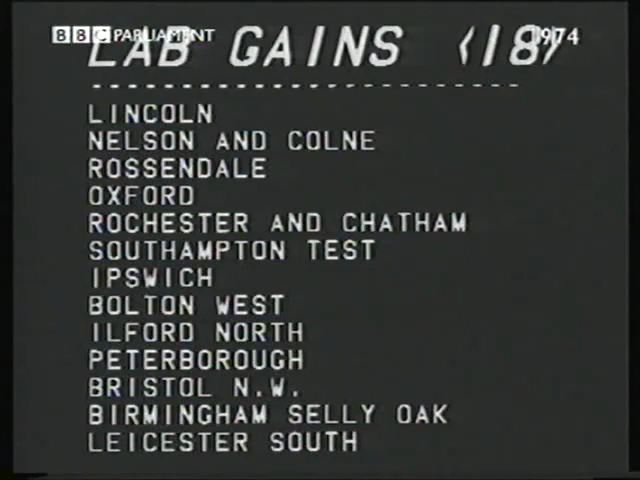 BBC PARLIAMENT
1974
LAB GAINS (18)
LINCOLN
NELSON AND COLNE
ROSSENDALE
OXFORD
ROCHESTER AND CHATHAM
SOUTHAMPTON TEST
IPSWICH
BOLTON WEST
ILFORD NORTH
PETERBOROUGH
BRISTOL N.W.
BIRMINGHAM SELLY OAK
LEICESTER SOUTH